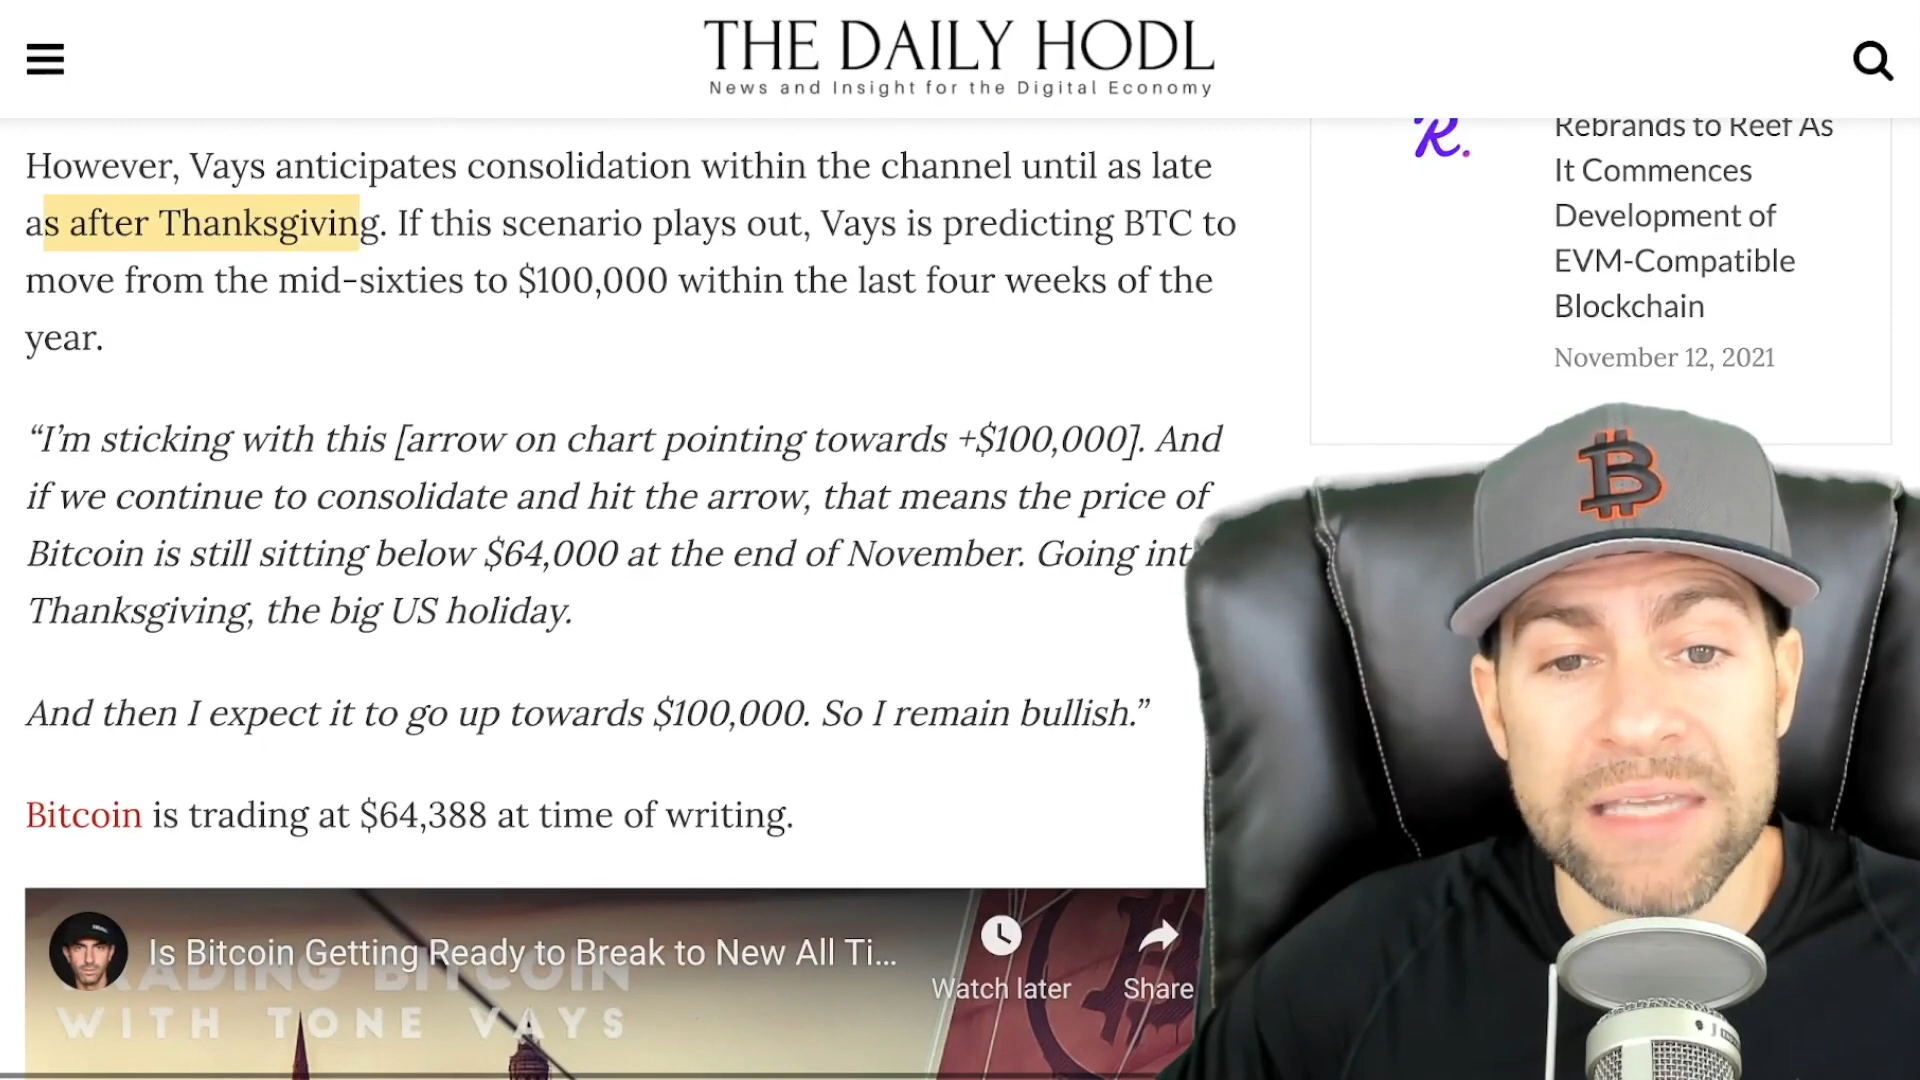 THE DAILY HODL
News and Insight for the Digital Economy
However, Vays anticipates consolidation within the channel until as late
as after Thanksgiving. If this scenario plays out, Vays is predicting BTC to
move from the mid-sixties to $100,000 within the last four weeks of the
year.
“I’m sticking with this [arrow on chart pointing towards +$100,000]. And
if we continue to consolidate and hit the arrow, that means the price of
Bitcoin is still sitting below $64,000 at the end of November. Going int
Thanksgiving, the big US holiday.
And then I expect it to go up towards $100,000. So I remain bullish.”
Bitcoin is trading at $64,388 at time of writing.
Is Bitcoin Getting Ready to Break to New All Ti...
Watch later
Share
WITH TONE VAYS
R.
Rebrands to Reef As
It Commences
Development of
EVM-Compatible
Blockchain
November 12, 2021